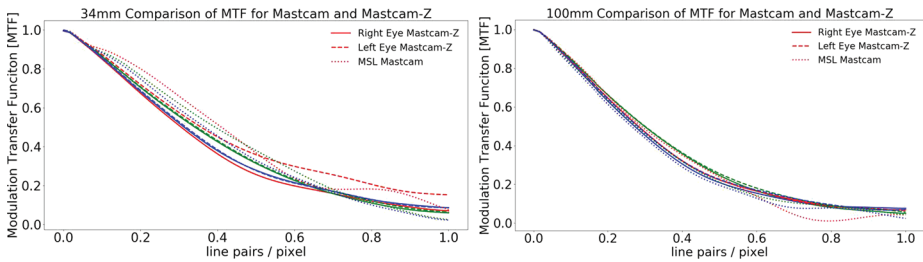 34mm Comparison of MTF for Mastcam and Mastcam-Z
Modulation Transfer Funciton [MTF]
1.0
0.8
0.6
0.4
0.2
0.0
Right Eye Mastcam-Z
Left Eye Mastcam-Z
MSL Mastcam
0.0 0.2 0.4 0.6 0.8 1.0
line pairs / pixel
100mm Comparison of MTF for Mastcam and Mastcam-Z
Modulation Transfer Funciton [MTF]
1.0
0.8
0.6
0.4
0.2
0.0
Right Eye Mastcam-Z
Left Eye Mastcam-Z
MSL Mastcam
0.0 0.2 0.4 0.6 0.8 1.0
line pairs / pixel